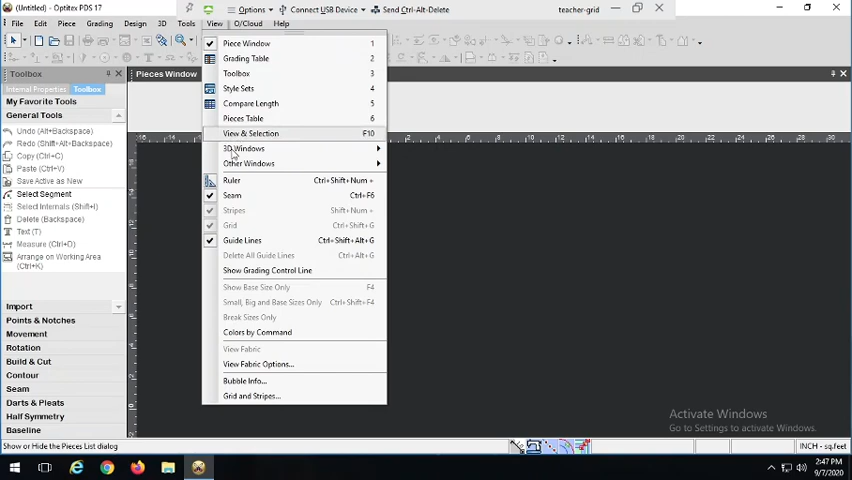 (Untitled) - Optitex PDS 17
Options
Connect USB Device
Send Ctrl-Alt-Delete
teacher-grid
File Edit Piece Grading Design 3D Tools View O/Cloud Help
Toolbox
Internal Properties Toolbox
My Favorite Tools
General Tools
Undo (Alt+Backspace)
Redo (Shift+Alt+Backspace)
Copy (Ctrl+C)
Paste (Ctrl+V)
Save Active as New
Select Segment
Select Internals (Shft+I)
Delete (Backspace)
Text (T)
Measure (Ctrl+D)
Arrange on Working Area
(Ctrl+K)
Import
Points & Notches
Movement
Rotation
Build & Cut
Contour
Seam
Darts & Pleats
Half Symmetry
Baseline
Pieces Window
Piece Window 1
Grading Table 2
Toolbox 3
Style Sets 4
Compare Length 5
Pieces Table 6
View & Selection F10
3D Windows
Other Windows
Ruler Ctrl+Shift+Num +
Seam Ctrl+F6
Stripes Shift+Num +
Grid Ctrl+Shift+G
Guide Lines Ctrl+Shift+Alt+G
Delete All Guide Lines Ctrl+Alt+G
Show Grading Control Line
Show Base Size Only F4
Small, Big and Base Sizes Only Ctrl+Shift+F4
Break Sizes Only
Colors by Command
View Fabric
View Fabric Options...
Bubble Info...
Grid and Stripes...
Activate Windows
Go to Settings to activate Windows.
Show or Hide the Pieces List dialog
INCH - sq.feet
2:47 PM
9/7/2020